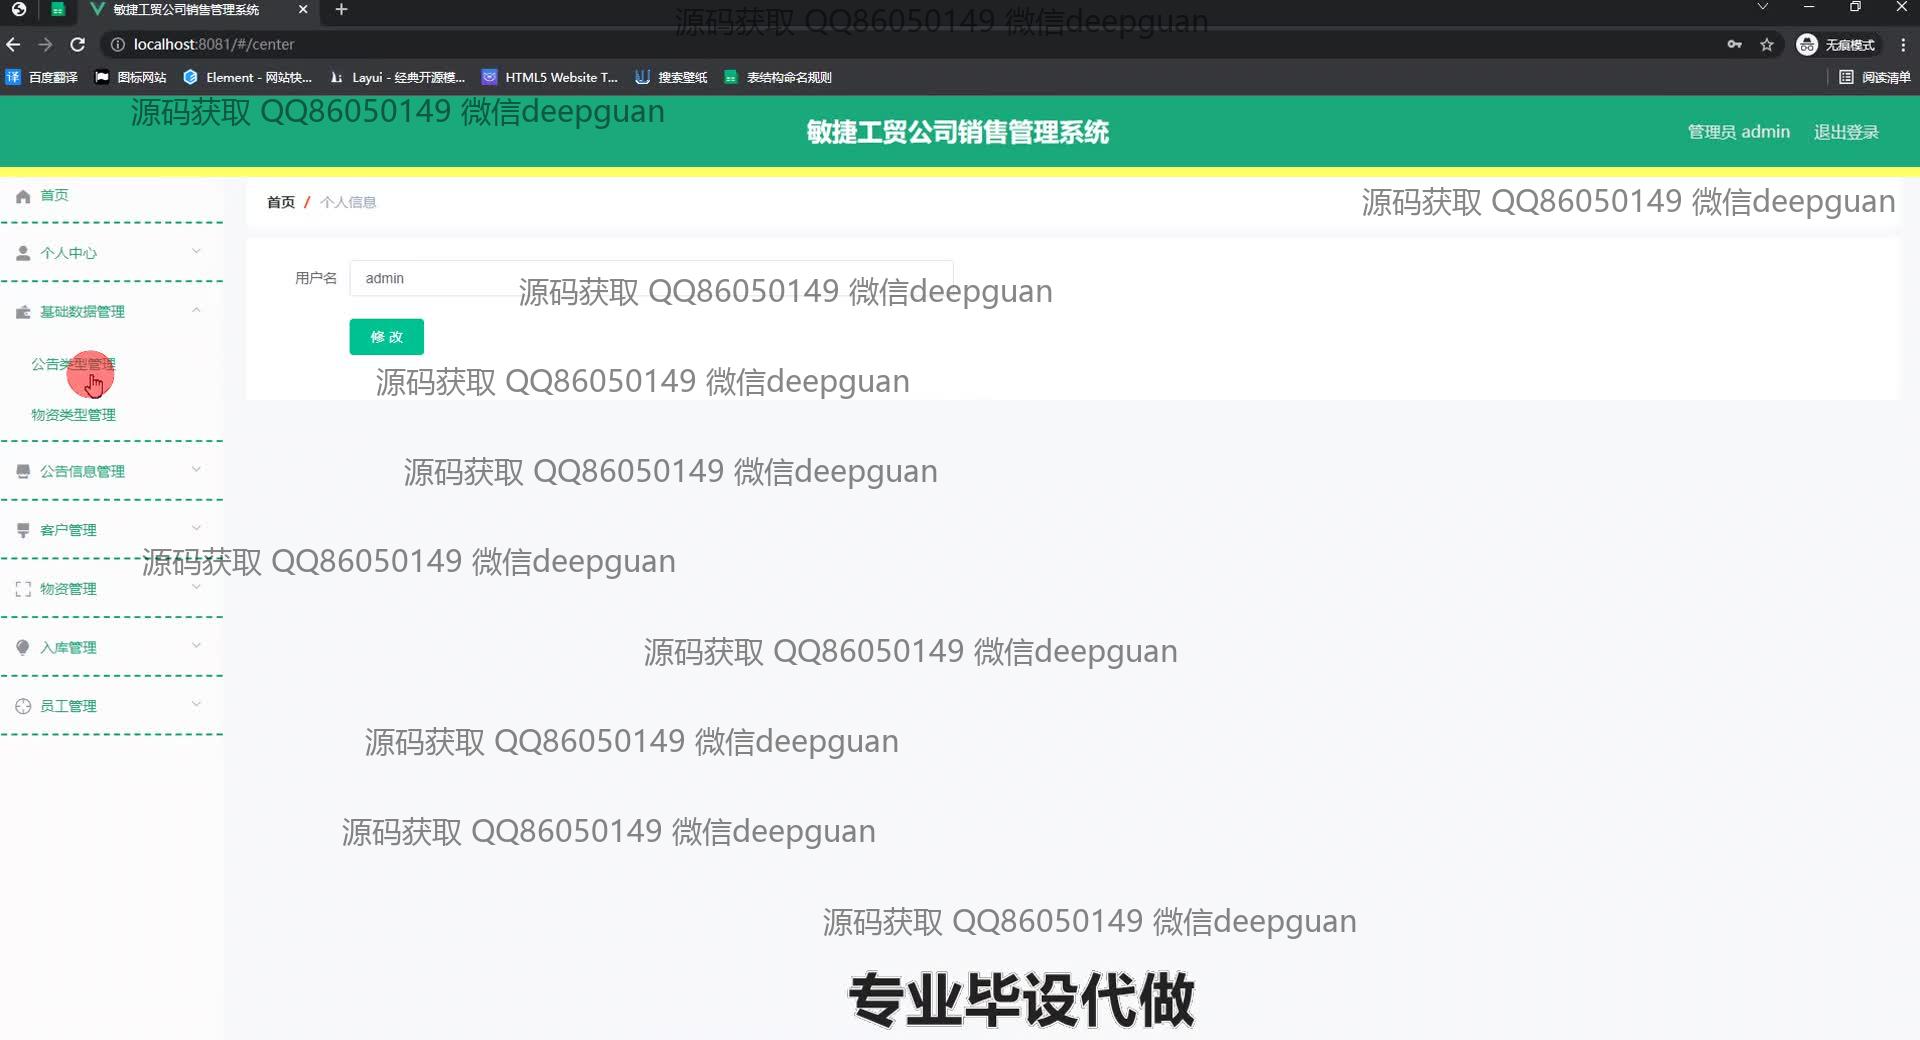 敏捷工贸公司销售管理系统
localhost:8081/#/center
无痕模式
百度翻译 图标网站 Element - 网站快... Layui - 经典开源模... HTML5 Website T... 搜索壁纸 表结构命名规则 阅读清单
源码获取 QQ86050149 微信deepguan
源码获取 QQ86050149 微信deepguan
敏捷工贸公司销售管理系统
管理员 admin 退出登录
首页
首页 / 个人信息
源码获取 QQ86050149 微信deepguan
个人中心
用户名 admin
源码获取 QQ86050149 微信deepguan
基础数据管理
修 改
公告类型管理
源码获取 QQ86050149 微信deepguan
物资类型管理
公告信息管理
源码获取 QQ86050149 微信deepguan
客户管理
源码获取 QQ86050149 微信deepguan
物资管理
入库管理
源码获取 QQ86050149 微信deepguan
员工管理
源码获取 QQ86050149 微信deepguan
源码获取 QQ86050149 微信deepguan
源码获取 QQ86050149 微信deepguan
专业毕设代做